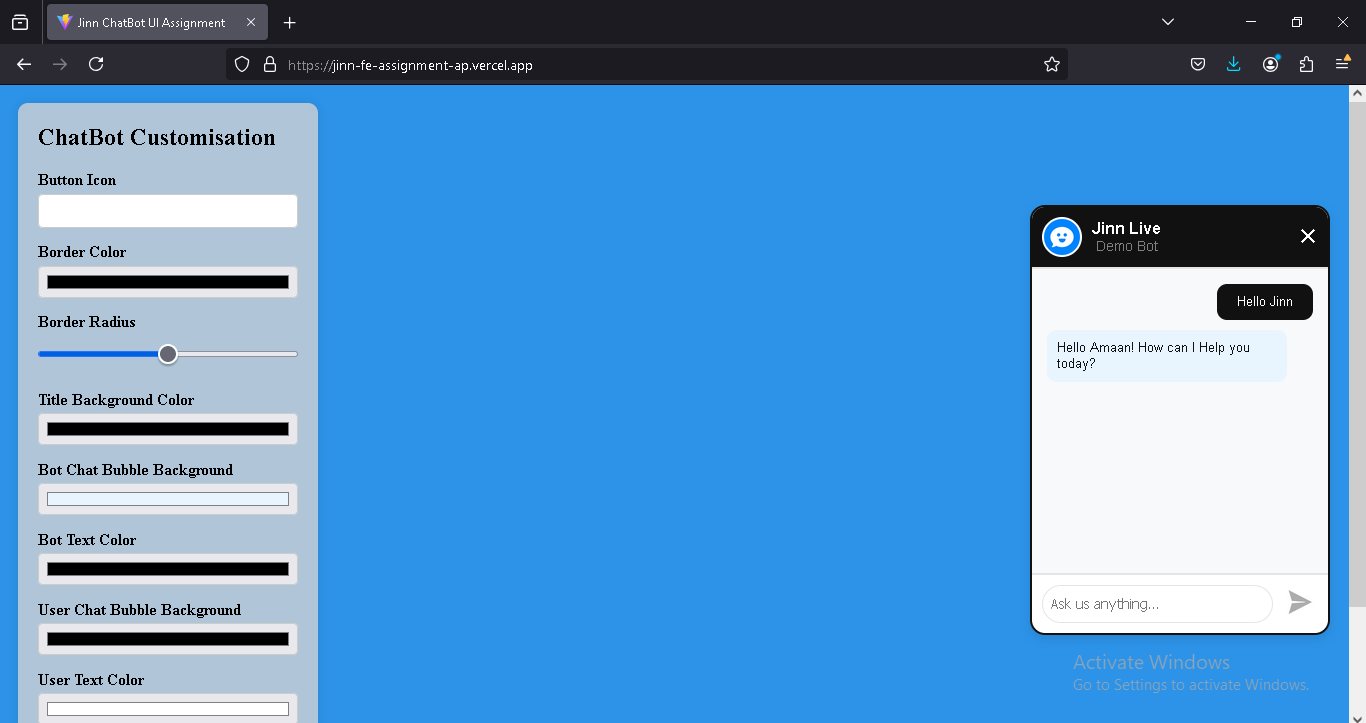 Jinn ChatBot UI Assignment
https://jinn-fe-assignment-ap.vercel.app
ChatBot Customisation
Button Icon
Border Color
Border Radius
Title Background Color
Bot Chat Bubble Background
Bot Text Color
User Chat Bubble Background
User Text Color
Jinn Live
Demo Bot
Hello Jinn
Hello Amaan! How can I Help you
today?
Ask us anything...
Activate Windows
Go to Settings to activate Windows.